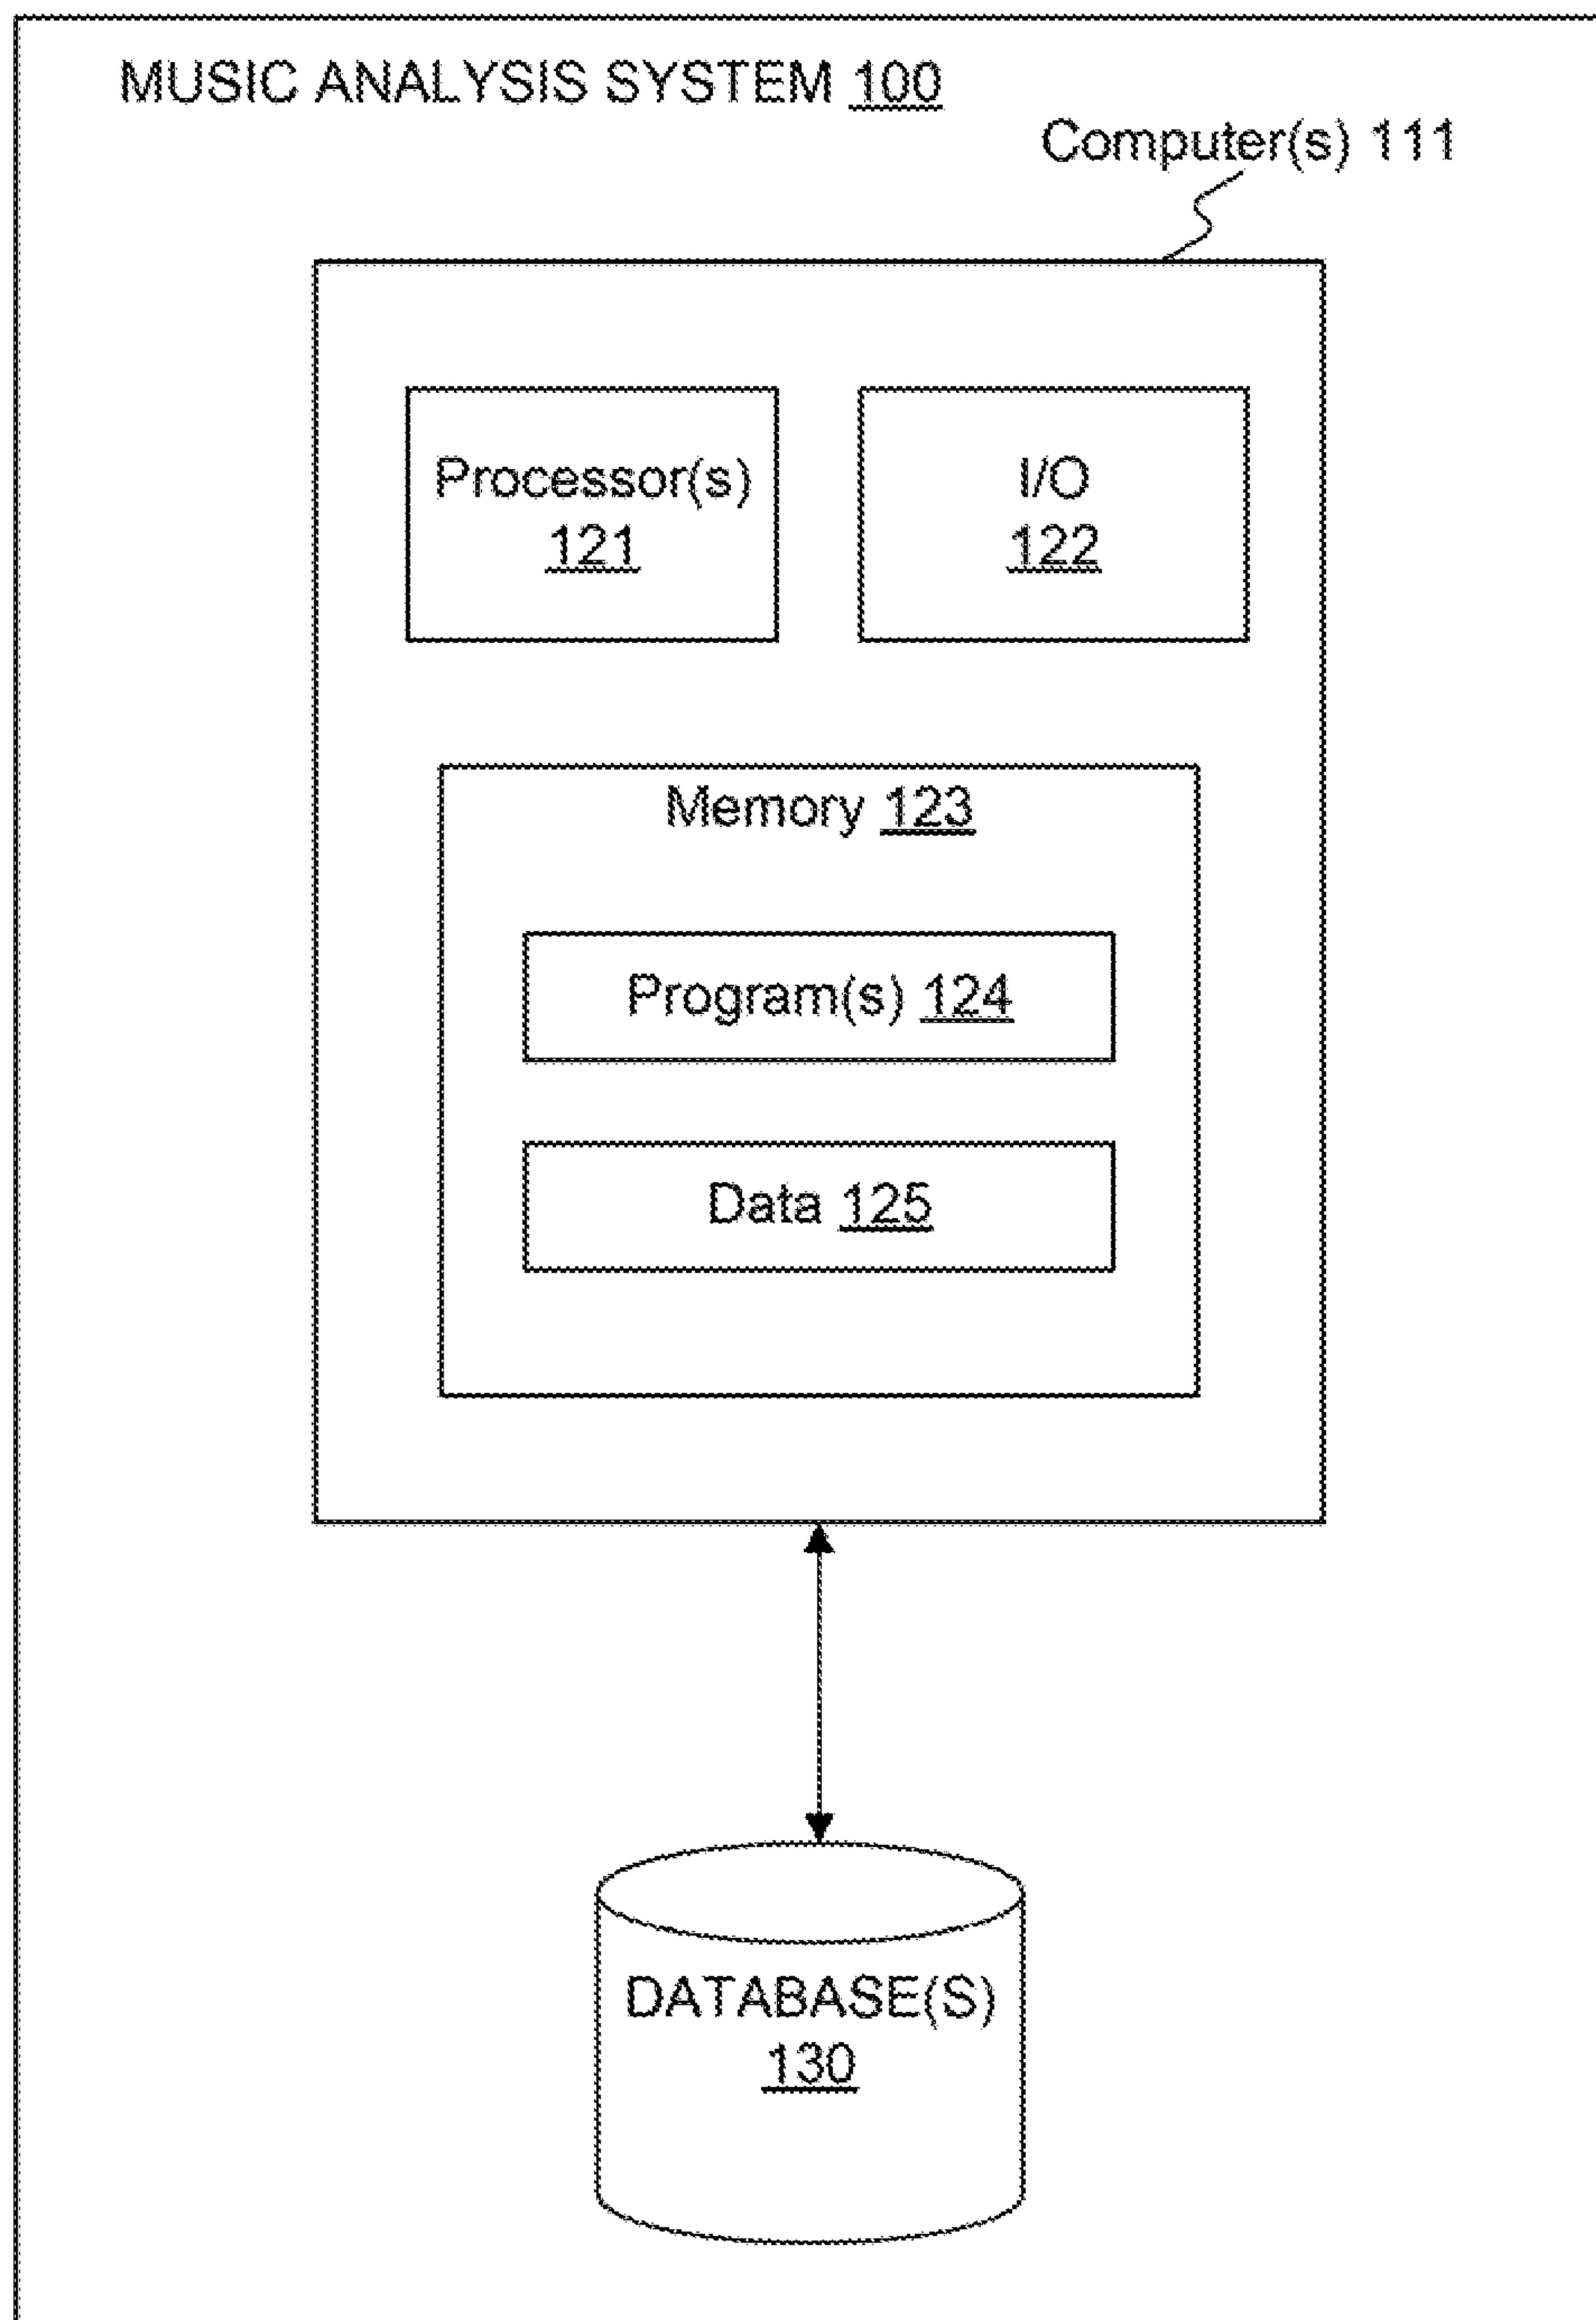 MUSIC ANALYSIS SYSTEM 100
Computer(s) 111
Processor(s)
121
I/O
122
Memory 123
Program(s) 124
Data 125
DATABASE(S)
130